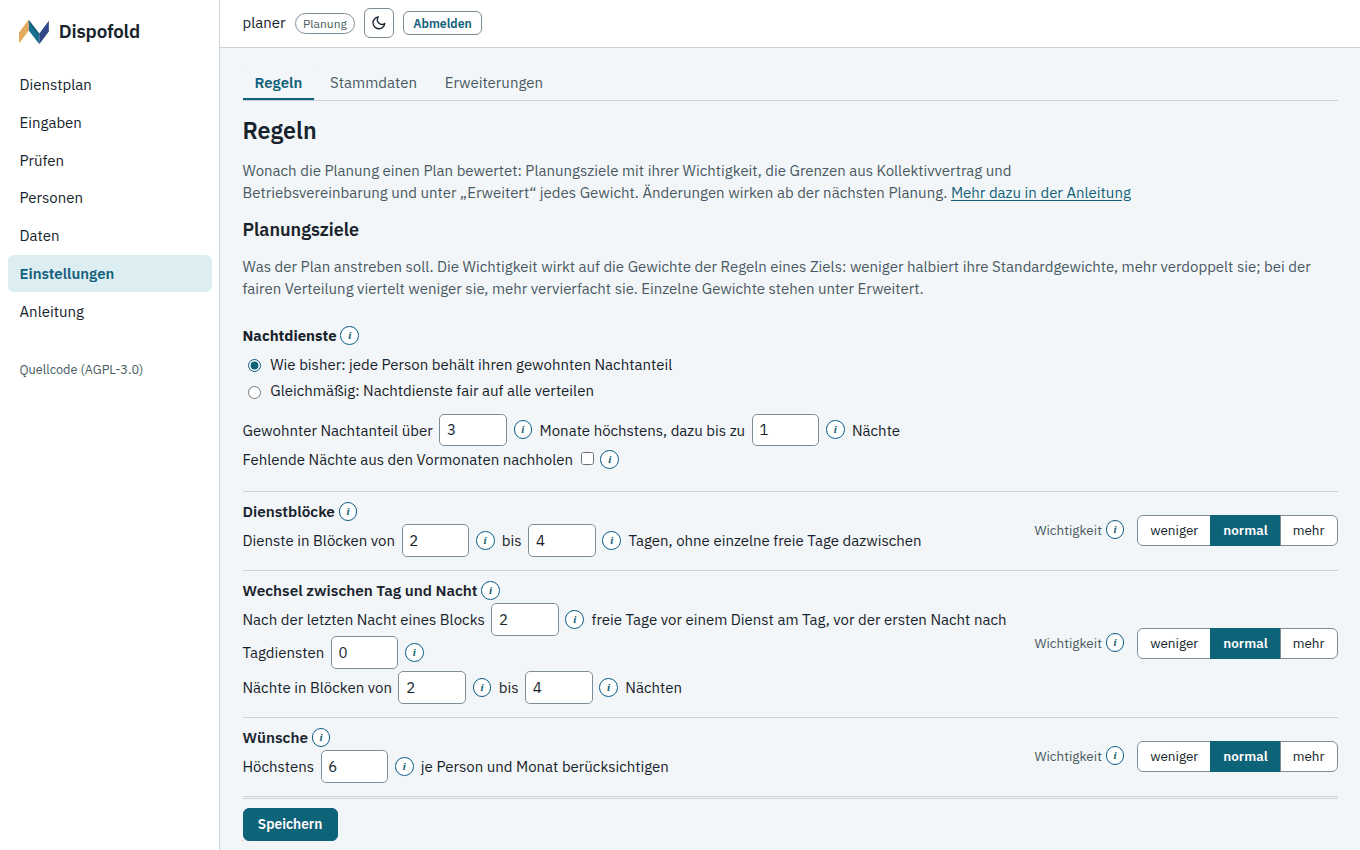 Dispofold
planer Planung Abmelden
Dienstplan
Eingaben
Prüfen
Personen
Daten
Einstellungen
Anleitung
Quellcode (AGPL-3.0)
Regeln Stammdaten Erweiterungen
Regeln
Wonach die Planung einen Plan bewertet: Planungsziele mit ihrer Wichtigkeit, die Grenzen aus Kollektivvertrag und
Betriebsvereinbarung und unter „Erweitert“ jedes Gewicht. Änderungen wirken ab der nächsten Planung. Mehr dazu in der Anleitung
Planungsziele
Was der Plan anstreben soll. Die Wichtigkeit wirkt auf die Gewichte der Regeln eines Ziels: weniger halbiert ihre Standardgewichte, mehr verdoppelt sie; bei der
fairen Verteilung viertelt weniger sie, mehr vervierfacht sie. Einzelne Gewichte stehen unter Erweitert.
Nachtdienste i
Wie bisher: jede Person behält ihren gewohnten Nachtanteil
Gleichmäßig: Nachtdienste fair auf alle verteilen
Gewohnter Nachtanteil über 3 i Monate höchstens, dazu bis zu 1 i Nächte
Fehlende Nächte aus den Vormonaten nachholen i
Dienstblöcke i
Dienste in Blöcken von 2 i bis 4 i Tagen, ohne einzelne freie Tage dazwischen
Wichtigkeit i weniger normal mehr
Wechsel zwischen Tag und Nacht i
Nach der letzten Nacht eines Blocks 2 i freie Tage vor einem Dienst am Tag, vor der ersten Nacht nach
Tagdiensten 0 i
Nächte in Blöcken von 2 i bis 4 i Nächten
Wichtigkeit i weniger normal mehr
Wünsche i
Höchstens 6 i je Person und Monat berücksichtigen
Wichtigkeit i weniger normal mehr
Speichern